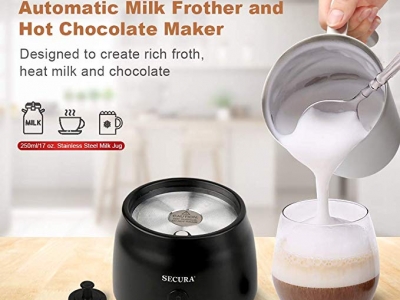 Automatic Milk Frother and
Hot Chocolate Maker
Designed to create rich froth,
heat milk and chocolate
MILK
250ml/17 oz. Stainless Steel Milk Jug
SECURA